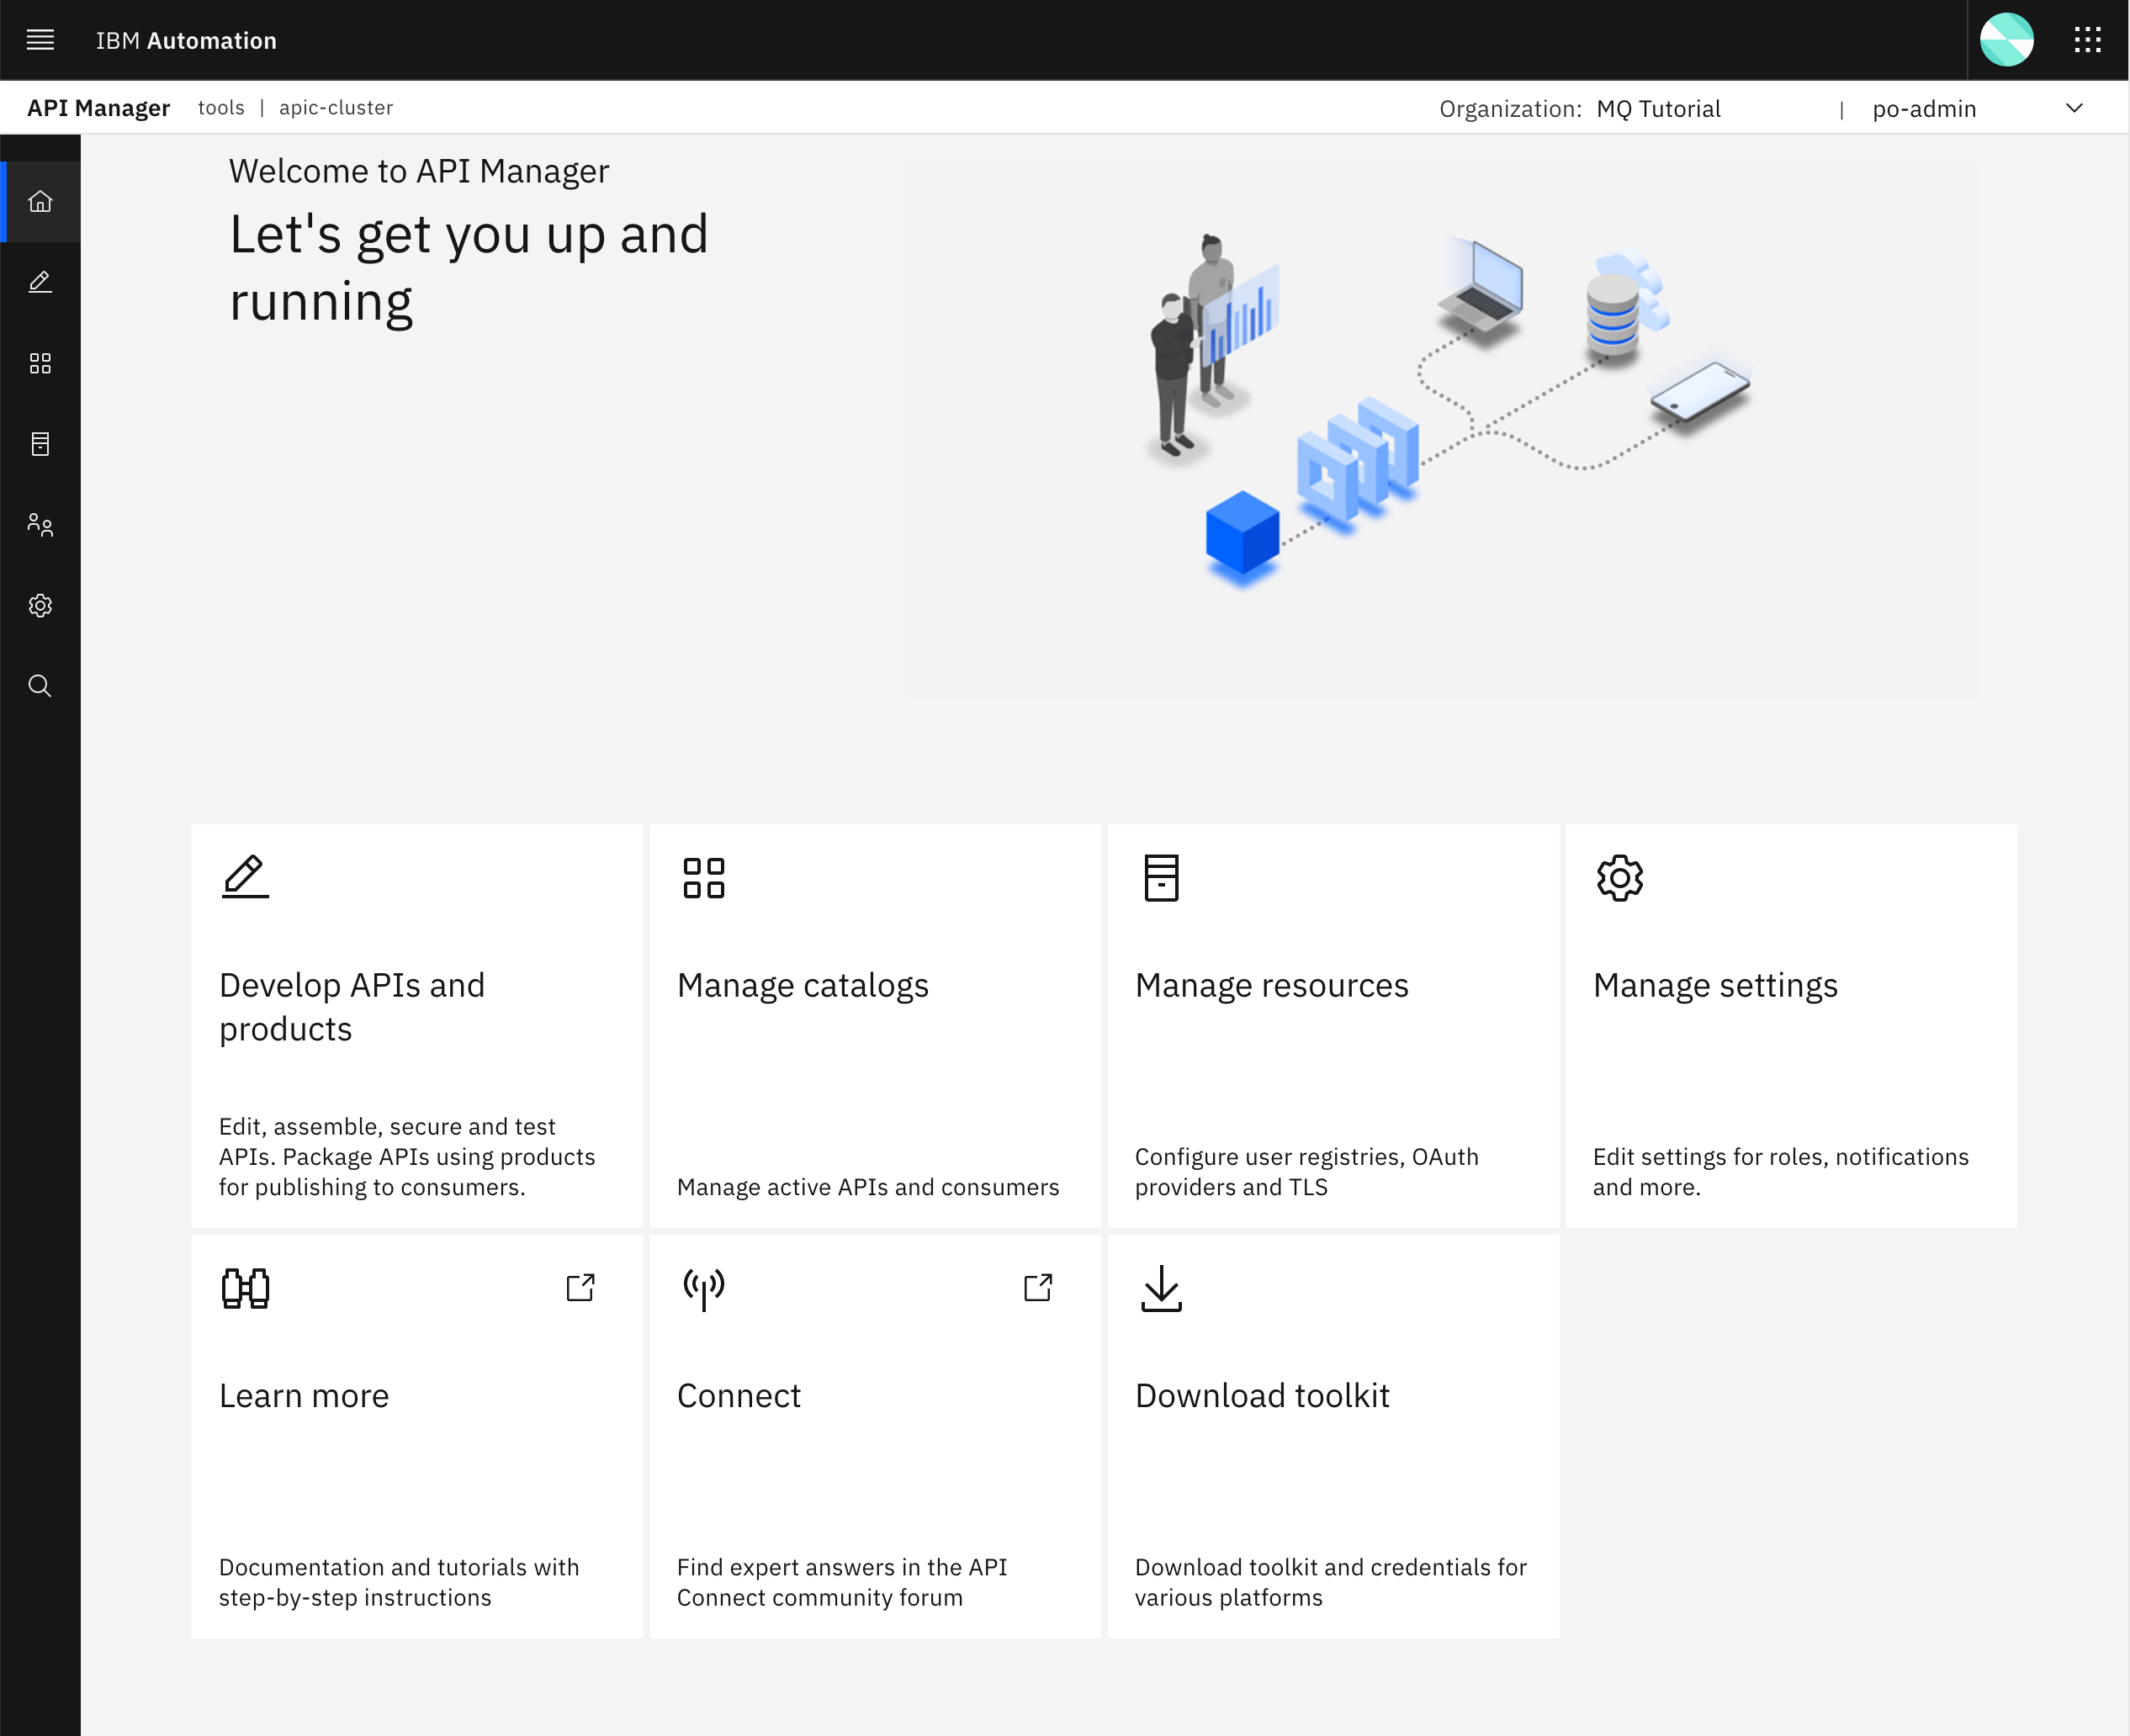 IBM Automation
API Manager tools | apic-cluster Organization: MQ Tutorial | po-admin
Welcome to API Manager
Let's get you up and
running
Develop APIs and
products
Edit, assemble, secure and test
APIs. Package APIs using products
for publishing to consumers.
Manage catalogs
Manage active APIs and consumers
Manage resources
Configure user registries, OAuth
providers and TLS
Manage settings
Edit settings for roles, notifications
and more.
Learn more
Documentation and tutorials with
step-by-step instructions
Connect
Find expert answers in the API
Connect community forum
Download toolkit
Download toolkit and credentials for
various platforms